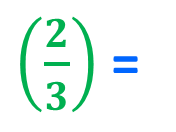 (2/3) =